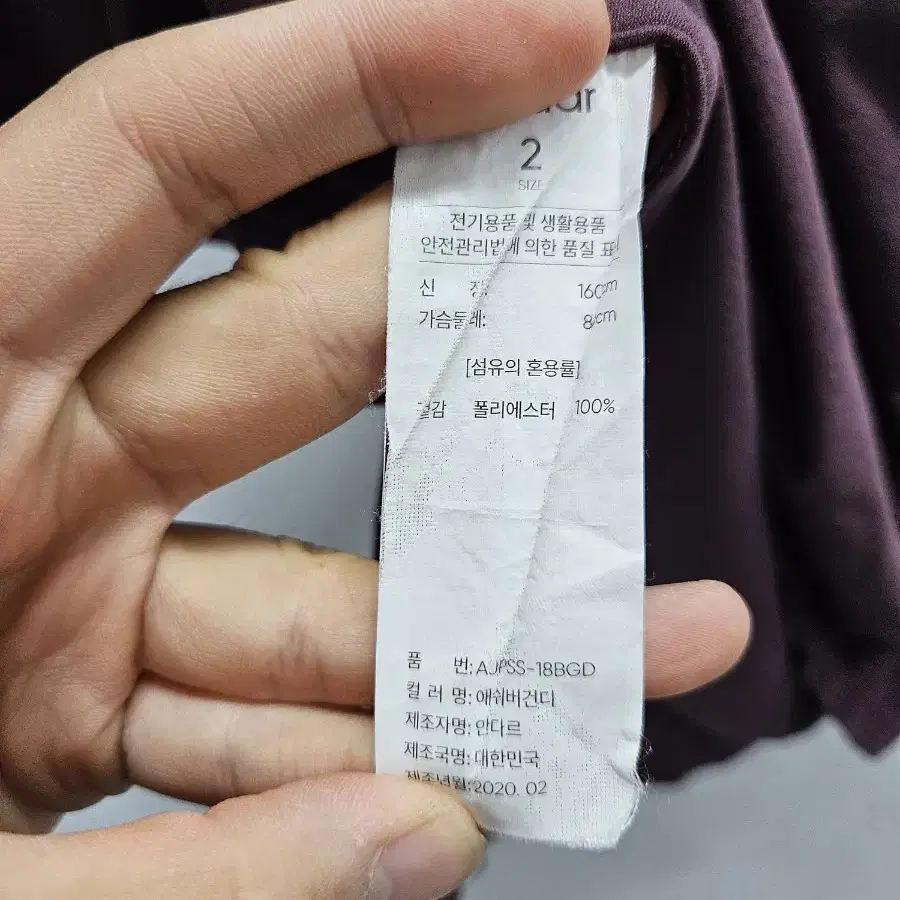 2
SIZE
전기용품 및 생활용품
안전관리법에 의한 품질 표
신 장: 160cm
가슴둘레: cm
[섬유의 혼용률]
겉감 폴리에스터 100%
품 번: AJPSS-18BGD
컬 러 명: 애쉬버건디
제조자명: 안다르
제조국명: 대한민국
제조년월: 2020. 02